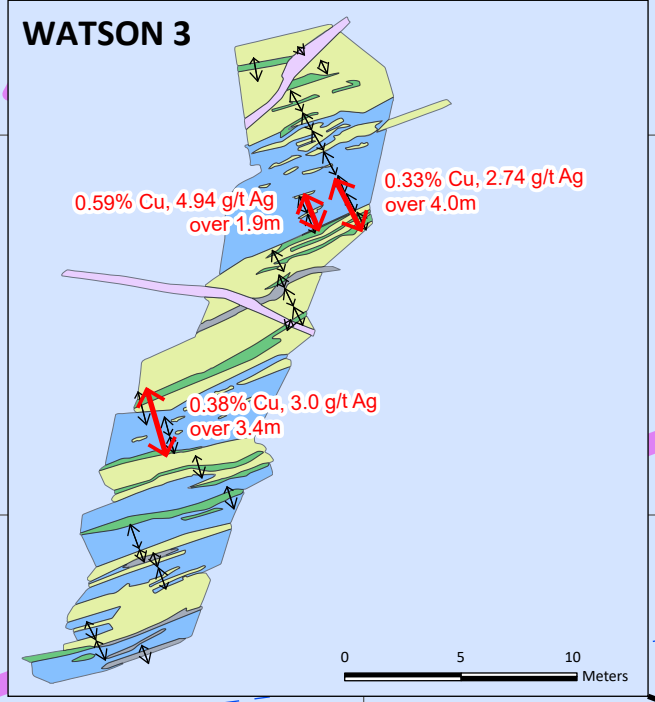 WATSON 3
0.33% Cu, 2.74 g/t Ag
over 4.0m
0.59% Cu, 4.94 g/t Ag
over 1.9m
0.38% Cu, 3.0 g/t Ag
over 3.4m
0 5 10
Meters